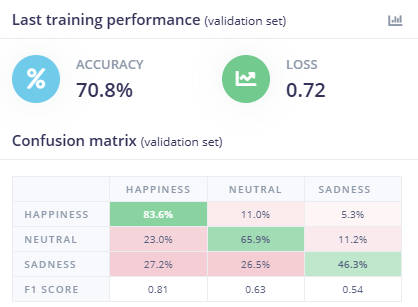 Last training performance (validation set)
%
ACCURACY
70.8%
LOSS
0.72
Confusion matrix (validation set)
HAPPINESS NEUTRAL SADNESS
HAPPINESS 83.6% 11.0% 5.3%
NEUTRAL 23.0% 65.9% 11.2%
SADNESS 27.2% 26.5% 46.3%
F1 SCORE 0.81 0.63 0.54